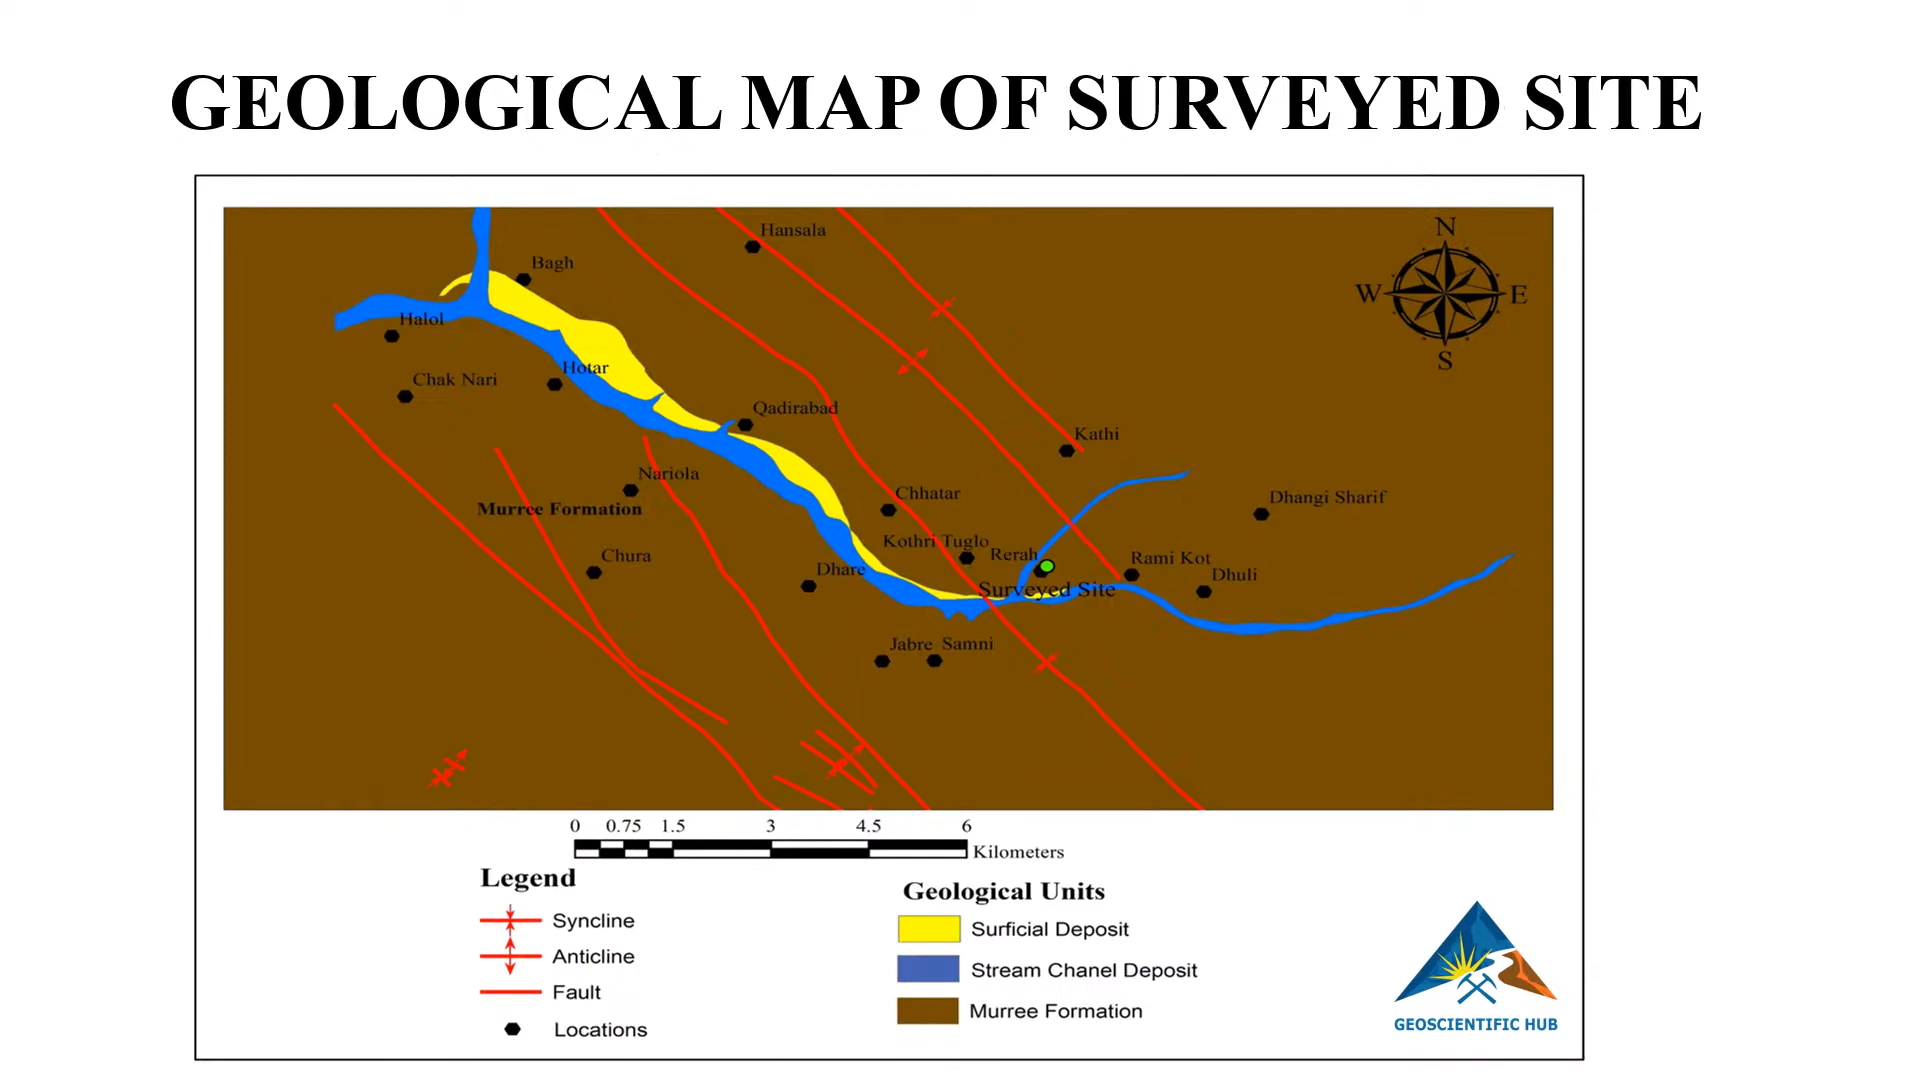 GEOLOGICAL MAP OF SURVEYED SITE
Hansala
N
Bagh
W
E
Halol
S
Hotar
Chak Nari
Qadirabad
Kathi
Nariola
Chhatar
Dhangi Sharif
Murree Formation
Kothri Tuglo
Rerah
Chura
Rami Kot
Dhare
Dhuli
Surveyed Site
Jabre
Samni
0 0.75 1.5 3 4.5 6
Kilometers
Legend
Syncline
Anticline
Fault
Locations
Geological Units
Surficial Deposit
Stream Chanel Deposit
Murree Formation
GEOSCIENTIFIC HUB